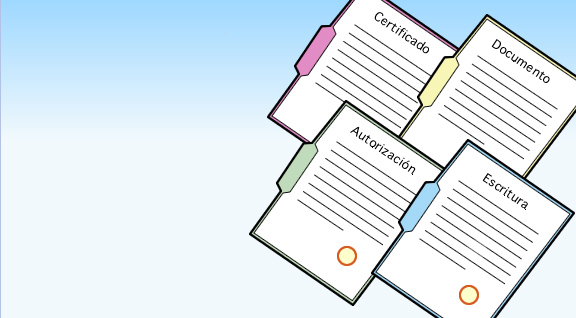 Certificado
Documento
Autorización
Escritura